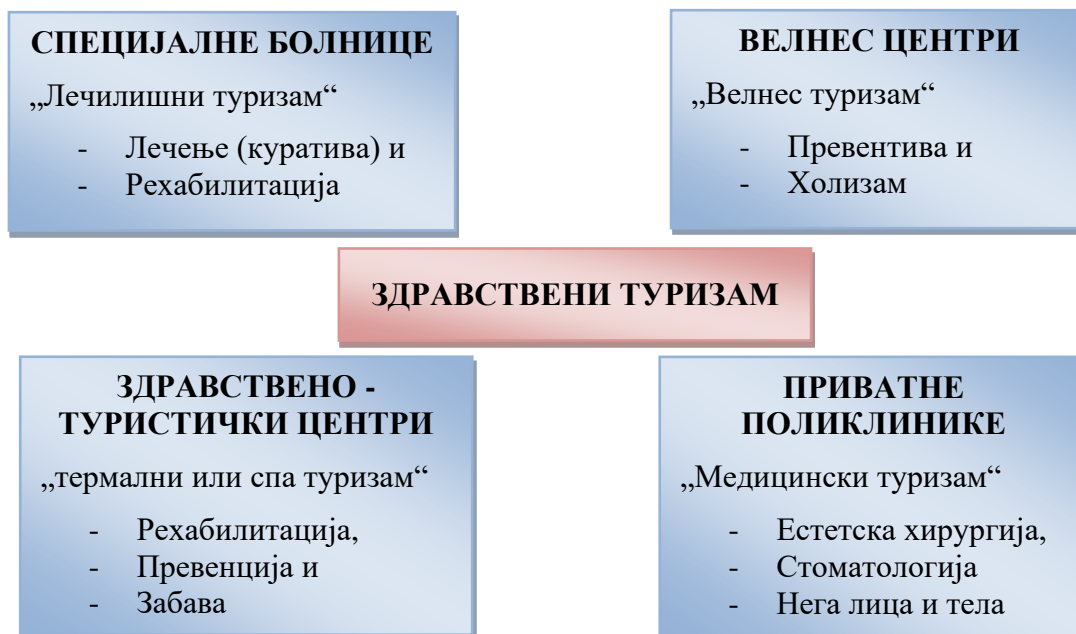 СПЕЦИЈАЛНЕ БОЛНИЦЕ
„Лечилишни туризам“
- Лечење (куратива) и
- Рехабилитација
ВЕЛНЕС ЦЕНТРИ
„Велнес туризам“
- Превентива и
- Холизам
ЗДРАВСТВЕНИ ТУРИЗАМ
ЗДРАВСТВЕНО -
ТУРИСТИЧКИ ЦЕНТРИ
„термални или спа туризам“
- Рехабилитација,
- Превенција и
- Забава
ПРИВАТНЕ
ПОЛИКЛИНИКЕ
„Медицински туризам“
- Естетска хирургија,
- Стоматологија
- Нега лица и тела